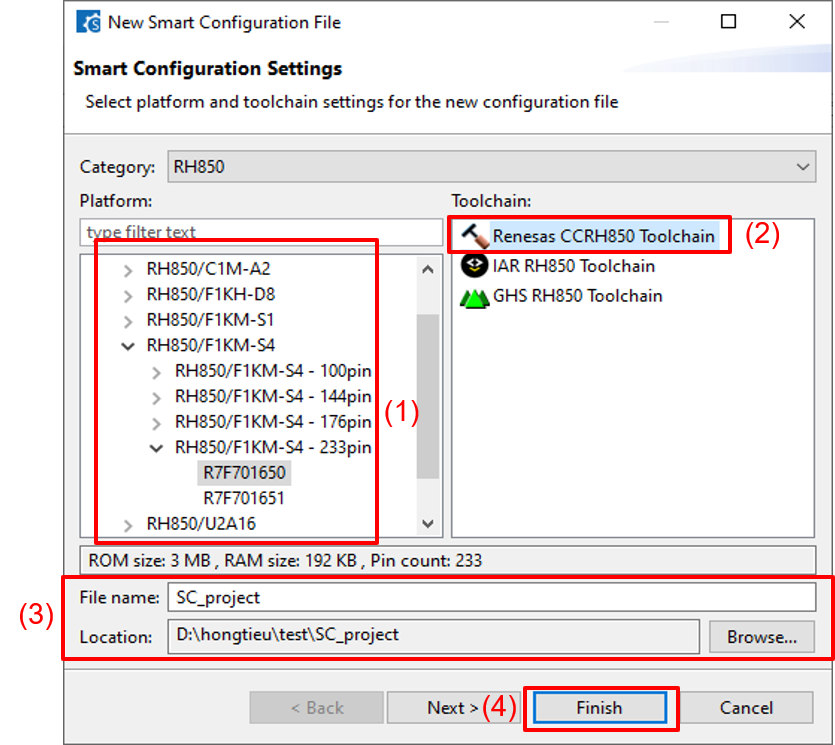 New Smart Configuration File
Smart Configuration Settings
Select platform and toolchain settings for the new configuration file
Category: RH850
Platform:
Toolchain:
type filter text
RH850/C1M-A2
RH850/F1KH-D8
RH850/F1KM-S1
RH850/F1KM-S4
RH850/F1KM-S4 - 100pin
RH850/F1KM-S4 - 144pin
RH850/F1KM-S4 - 176pin
RH850/F1KM-S4 - 233pin
R7F701650
R7F701651
RH850/U2A16
(1)
Renesas CCRH850 Toolchain (2)
IAR RH850 Toolchain
GHS RH850 Toolchain
ROM size: 3 MB , RAM size: 192 KB , Pin count: 233
(3)
File name: SC_project
Location: D:\hongtieu\test\SC_project Browse...
< Back Next > (4) Finish Cancel